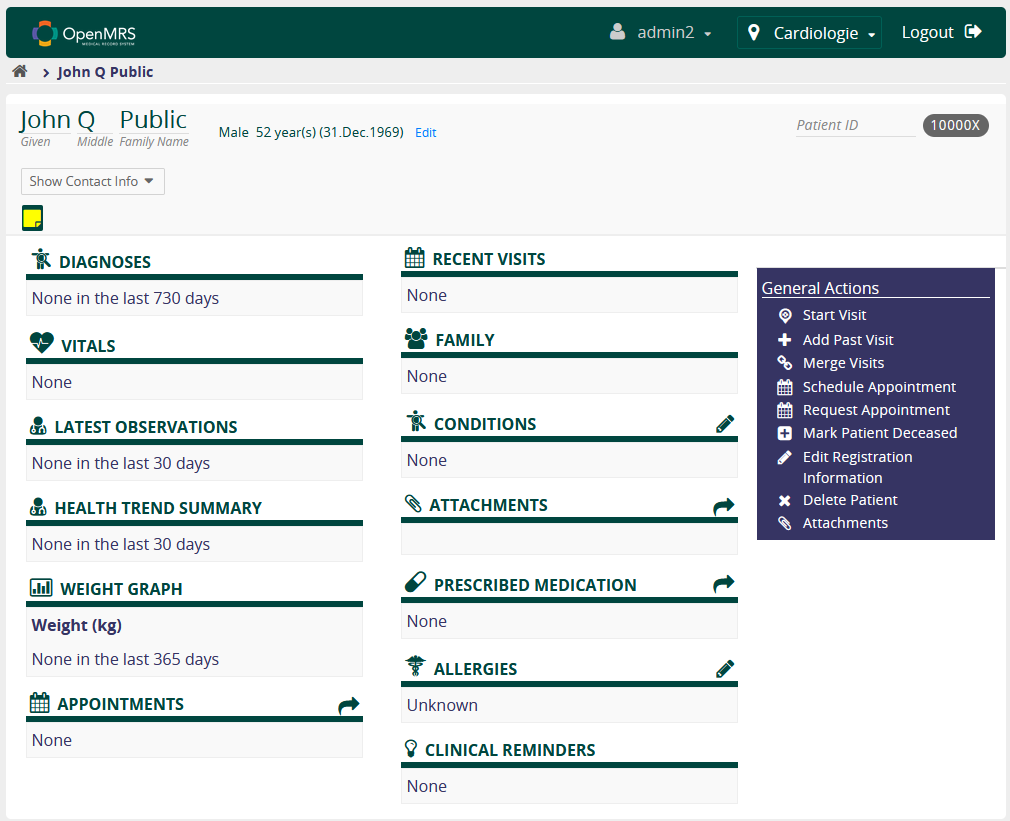 OpenMRS
MEDICAL RECORD SYSTEM
admin2
Cardiologie
Logout
John Q Public
John Q Public
Given Middle Family Name
Male 52 year(s) (31.Dec.1969) Edit
Patient ID
10000X
Show Contact Info
DIAGNOSES
None in the last 730 days
VITALS
None
LATEST OBSERVATIONS
None in the last 30 days
HEALTH TREND SUMMARY
None in the last 30 days
WEIGHT GRAPH
Weight (kg)
None in the last 365 days
APPOINTMENTS
None
RECENT VISITS
None
FAMILY
None
CONDITIONS
None
ATTACHMENTS
PRESCRIBED MEDICATION
None
ALLERGIES
Unknown
CLINICAL REMINDERS
None
General Actions
Start Visit
Add Past Visit
Merge Visits
Schedule Appointment
Request Appointment
Mark Patient Deceased
Edit Registration
Information
Delete Patient
Attachments